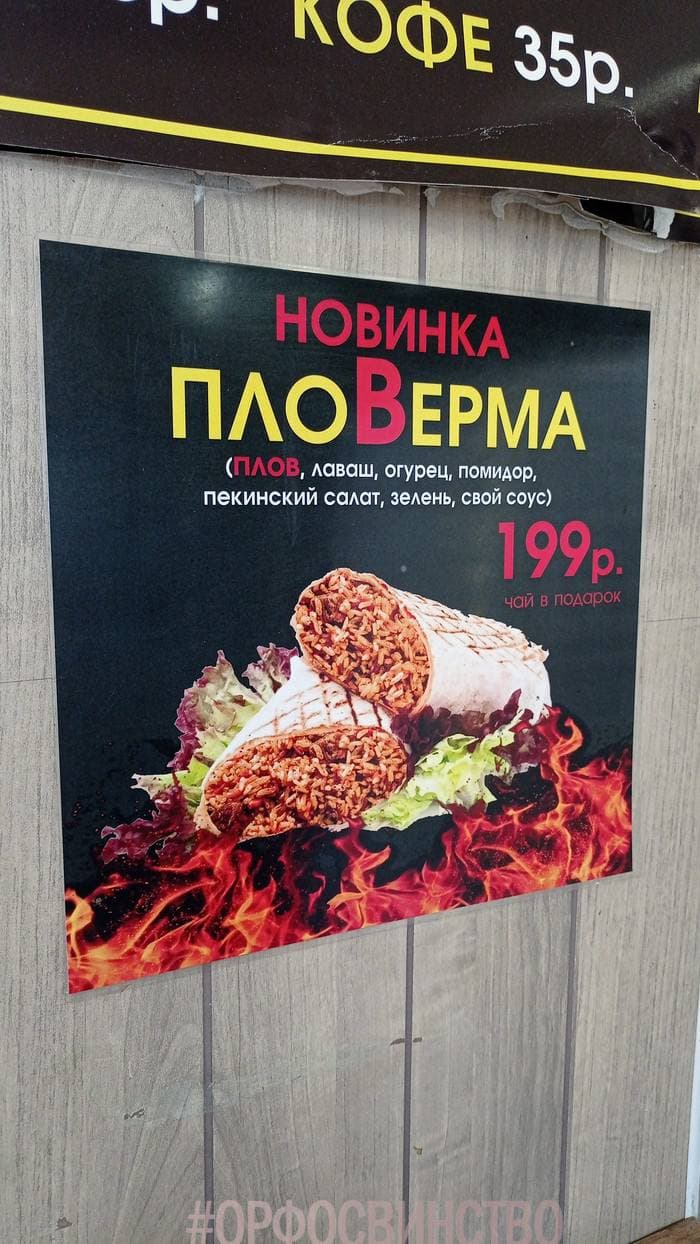 р.
КОФЕ 35р.
НОВИНКА
ПЛОВЕРМА
(ПЛОВ, лаваш, огурец, помидор,
пекинский салат, зелень, свой соус)
199р.
чай в подарок
#ОРФОСВИНСТВО